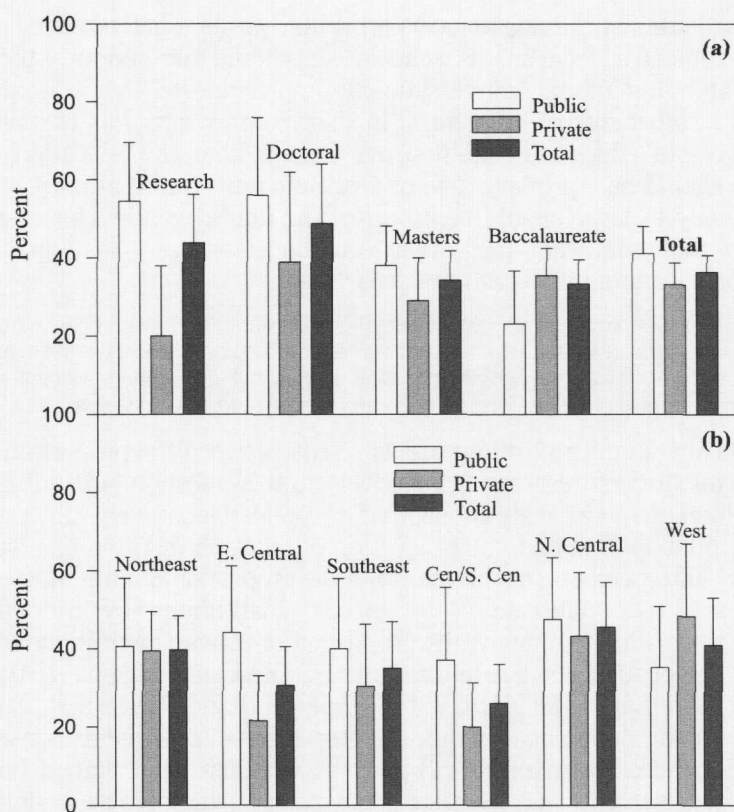 100
(a)
80
Public
Private
Total
60
Research
Doctoral
Percent
40
Masters
Baccalaureate
Total
20
100
(b)
80
Public
Private
Total
60
Northeast
E. Central
Southeast
Cen/S. Cen
N. Central
West
Percent
40
20
0